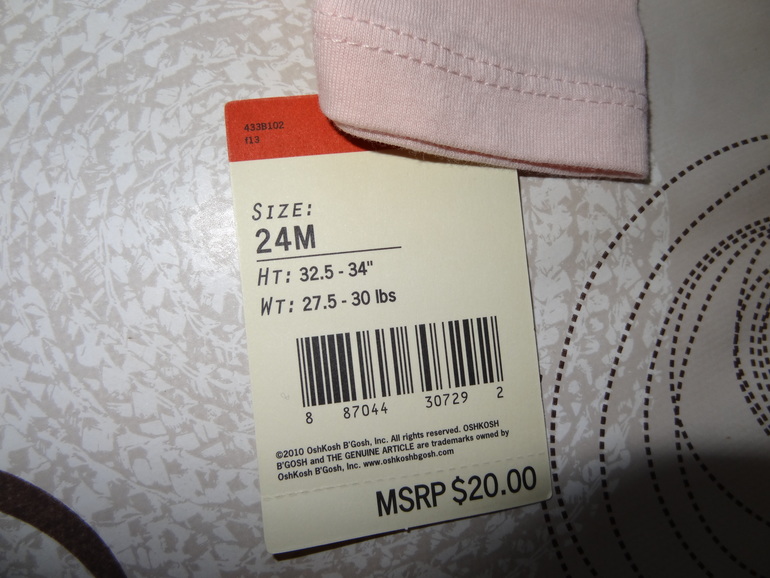 433B102
f13
SIZE:
24M
HT: 32.5 - 34"
WT: 27.5 - 30 lbs
8 87044 30729 2
©2010 OshKosh B'Gosh, Inc. All rights reserved. OSHKOSH
B'GOSH and THE GENUINE ARTICLE are trademarks owned by
OshKosh B'Gosh, Inc. www.oshkoshbgosh.com
MSRP $20.00